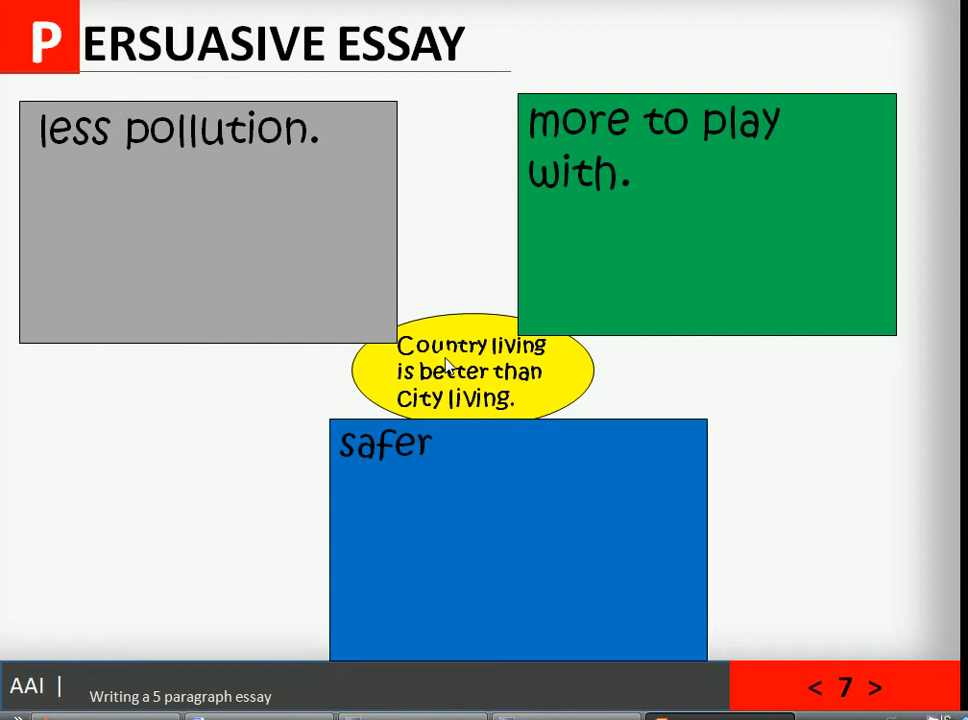 PERSUASIVE ESSAY
less pollution.
more to play
with.
Country living
is better than
city living.
safer
AAI |
Writing a 5 paragraph essay
< 7 >